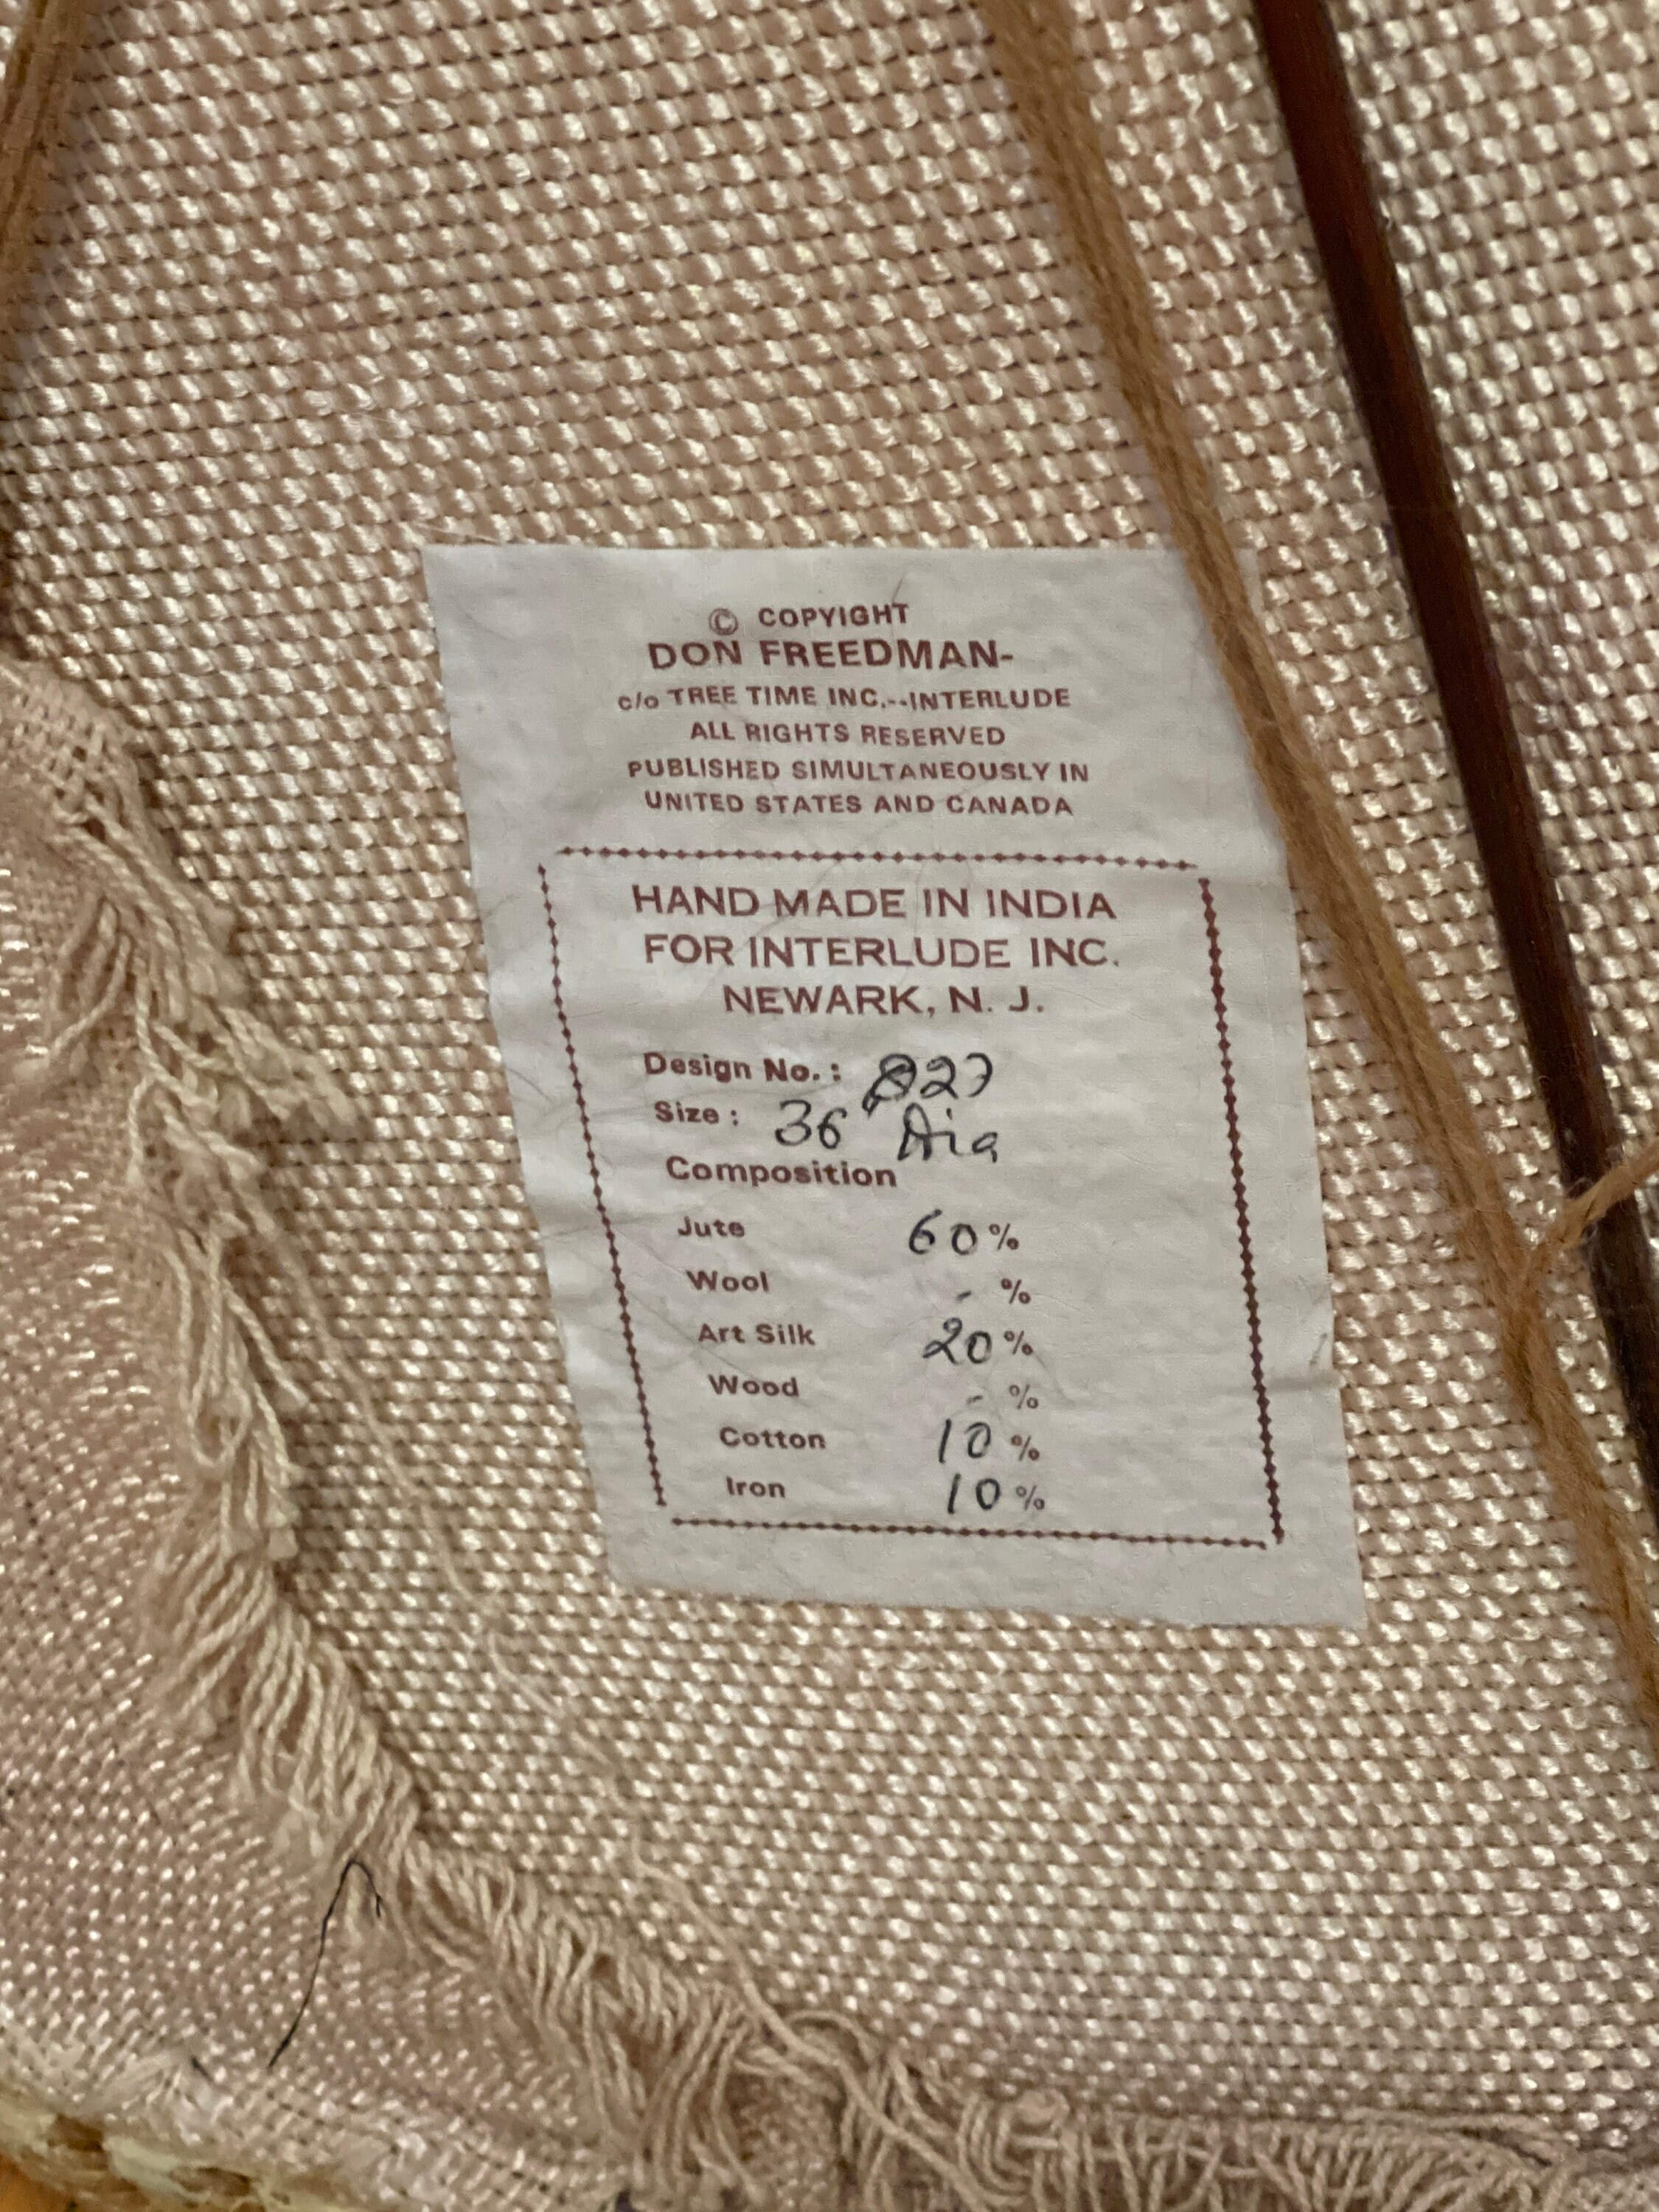 © COPYIGHT
DON FREEDMAN-
c/o TREE TIME INC.--INTERLUDE
ALL RIGHTS RESERVED
PUBLISHED SIMULTANEOUSLY IN
UNITED STATES AND CANADA
HAND MADE IN INDIA
FOR INTERLUDE INC.
NEWARK, N. J.
Design No. :
Size : 36" Dia
Composition
Jute 60 %
Wool - %
Art Silk 20 %
Wood - %
Cotton 10 %
Iron 10 %